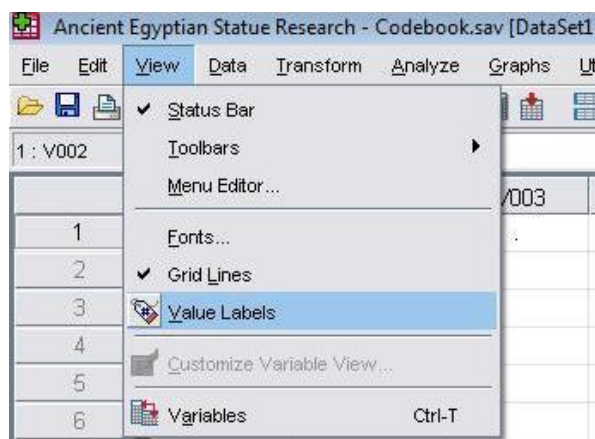 Ancient Egyptian Statue Research - Codebook.sav [DataSet1
File Edit View Data Transform Analyze Graphs
1 : V002
Status Bar
Toolbars
Menu Editor...
Fonts...
Grid Lines
Value Labels
Customize Variable View...
Variables Ctrl-T
1 .
2
3
4
5
6